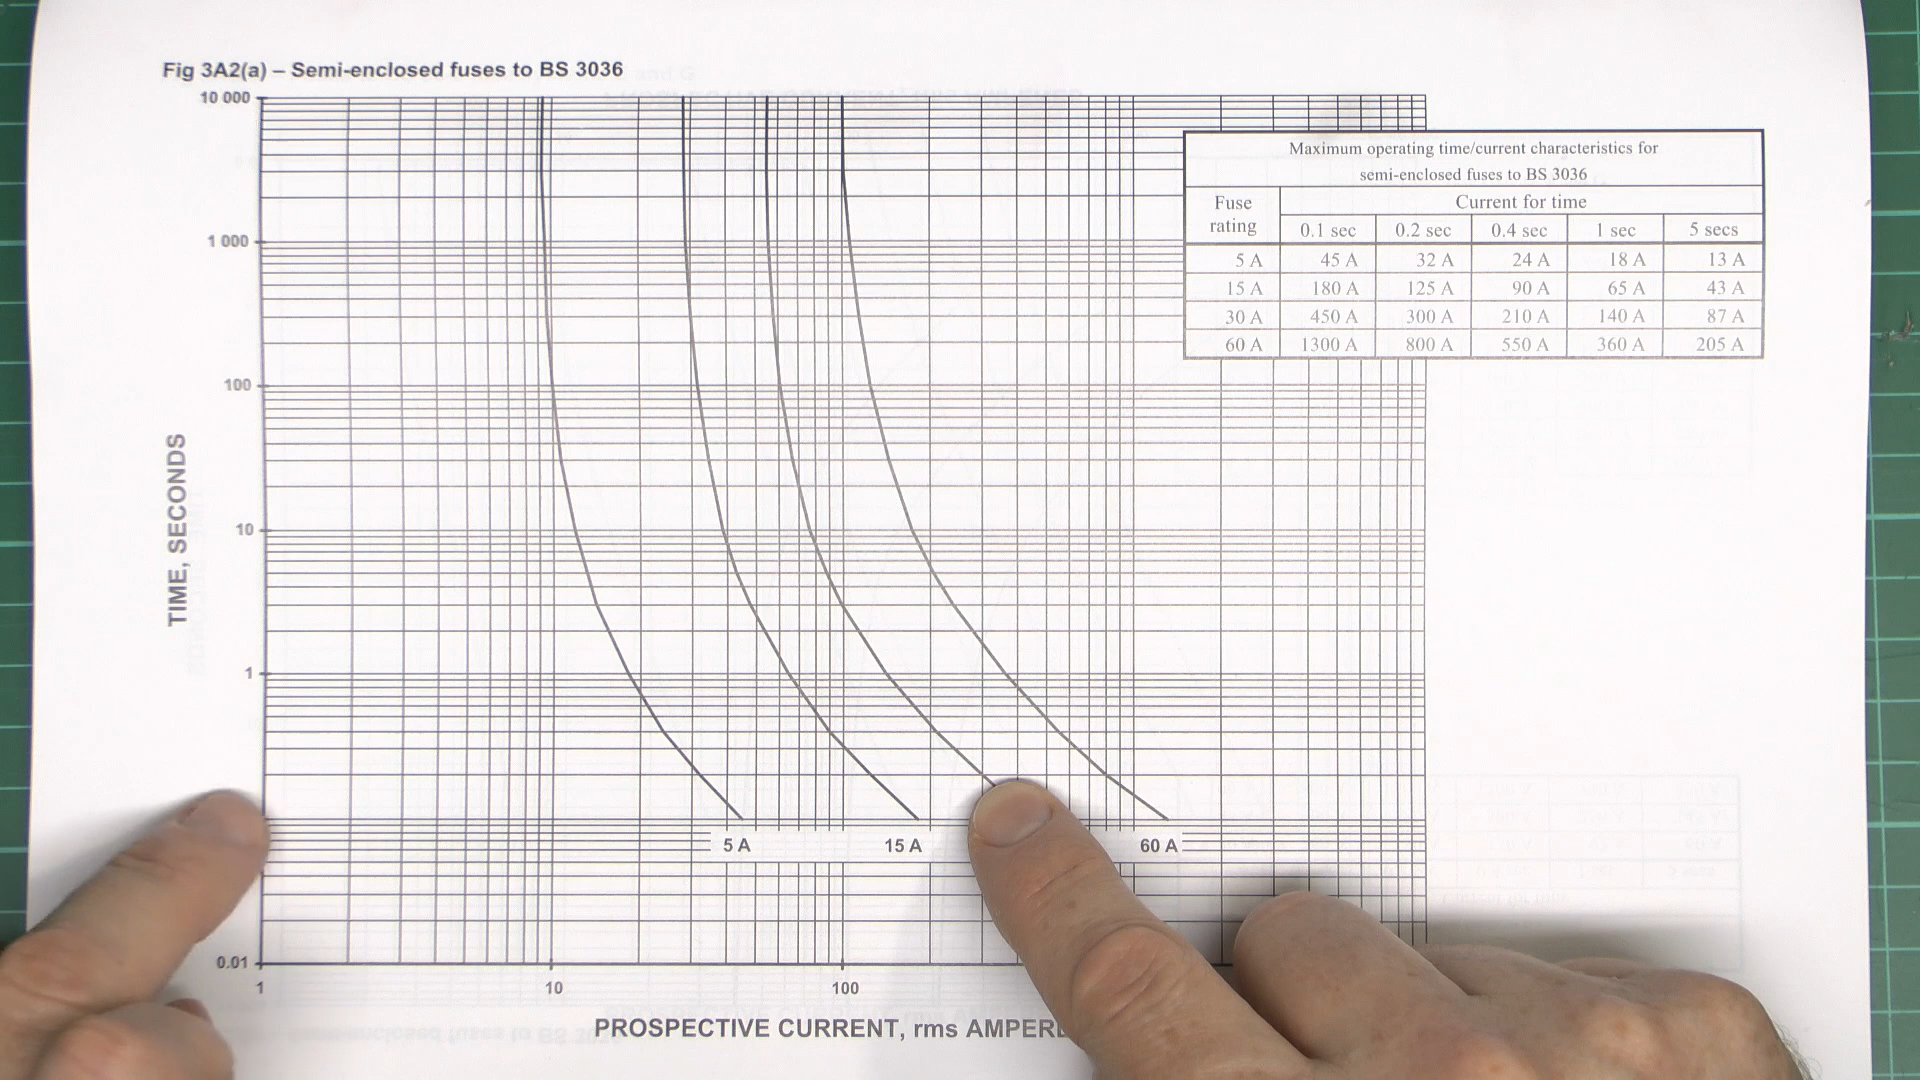 Fig 3A2(a) – Semi-enclosed fuses to BS 3036
10 000
1 000
100
10
1
0.01
TIME, SECONDS
1
10
100
PROSPECTIVE CURRENT, rms
5 A
15 A
60 A
Maximum operating time/current characteristics for
semi-enclosed fuses to BS 3036
Fuse
rating
Current for time
0.1 sec 0.2 sec 0.4 sec 1 sec 5 secs
5 A 45 A 32 A 24 A 18 A 13 A
15 A 180 A 125 A 90 A 65 A 43 A
30 A 450 A 300 A 210 A 140 A 87 A
60 A 1300 A 800 A 550 A 360 A 205 A